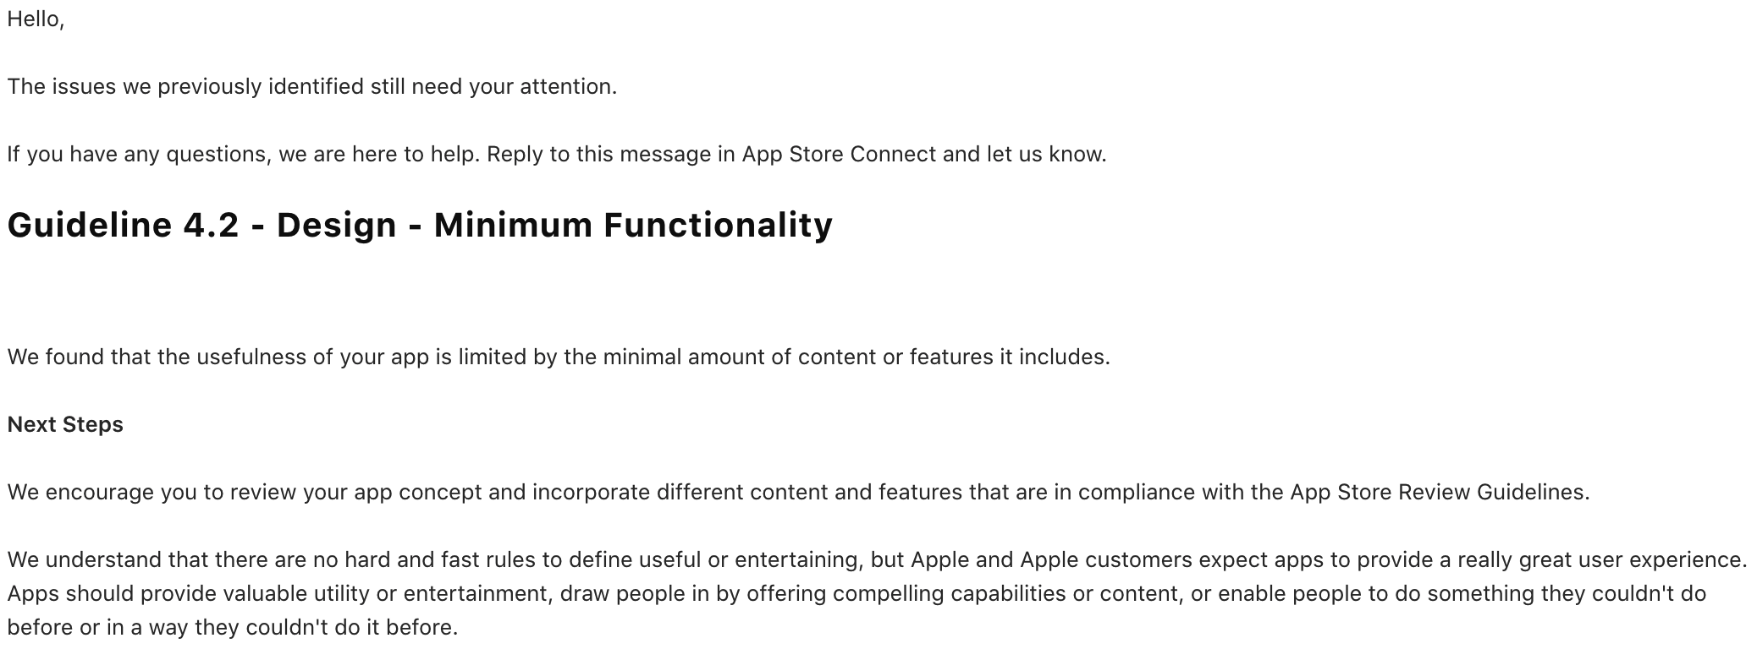 Hello,
The issues we previously identified still need your attention.
If you have any questions, we are here to help. Reply to this message in App Store Connect and let us know.
Guideline 4.2 - Design - Minimum Functionality
We found that the usefulness of your app is limited by the minimal amount of content or features it includes.
Next Steps
We encourage you to review your app concept and incorporate different content and features that are in compliance with the App Store Review Guidelines.
We understand that there are no hard and fast rules to define useful or entertaining, but Apple and Apple customers expect apps to provide a really great user experience.
Apps should provide valuable utility or entertainment, draw people in by offering compelling capabilities or content, or enable people to do something they couldn't do
before or in a way they couldn't do it before.